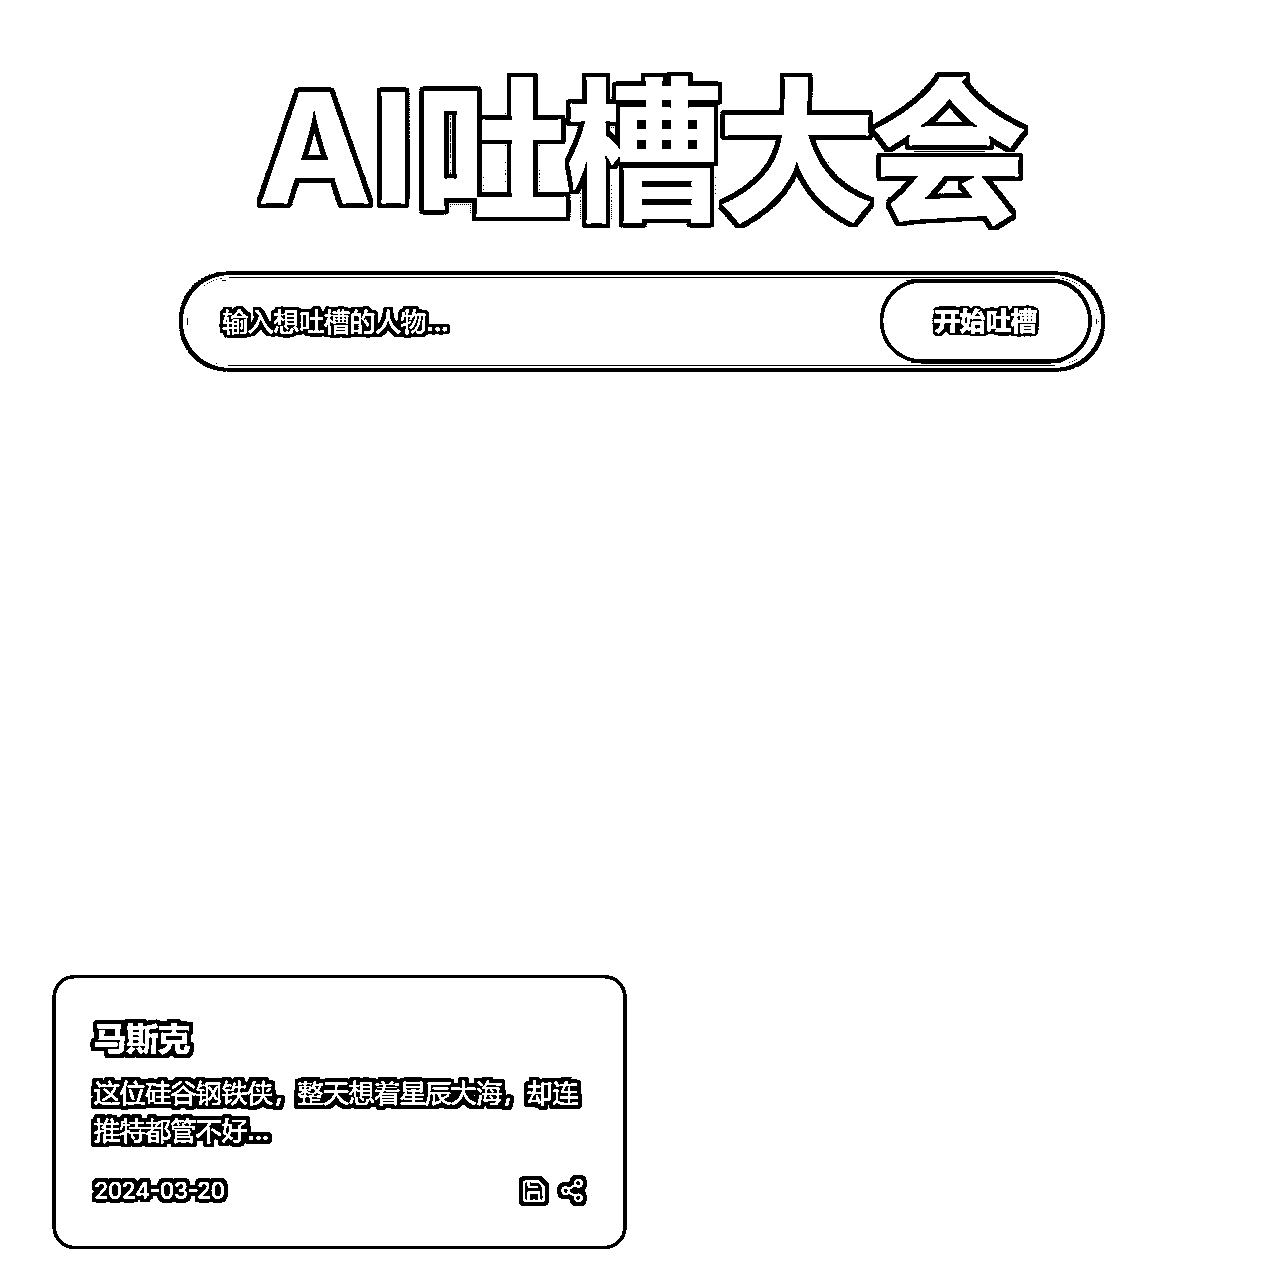 AI吐槽大会
输入想吐槽的人物...
开始吐槽
马斯克
这位硅谷钢铁侠，整天想着星辰大海，却连
推特都管不好...
2024-03-20